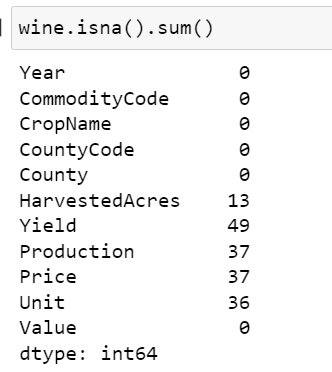 wine.isna().sum()
Year 0
CommodityCode 0
CropName 0
CountyCode 0
County 0
HarvestedAcres 13
Yield 49
Production 37
Price 37
Unit 36
Value 0
dtype: int64